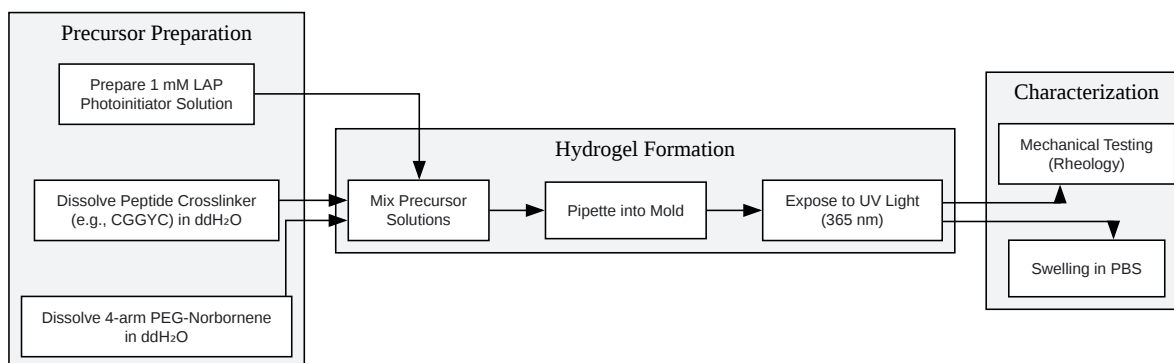 Precursor Preparation
Prepare 1 mM LAP
Photoinitiator Solution
Dissolve Peptide Crosslinker
(e.g., CGGYC) in ddH₂O
Dissolve 4-arm PEG-Norbornene
in ddH₂O
Hydrogel Formation
Mix Precursor
Solutions
Pipette into Mold
Expose to UV Light
(365 nm)
Characterization
Mechanical Testing
(Rheology)
Swelling in PBS